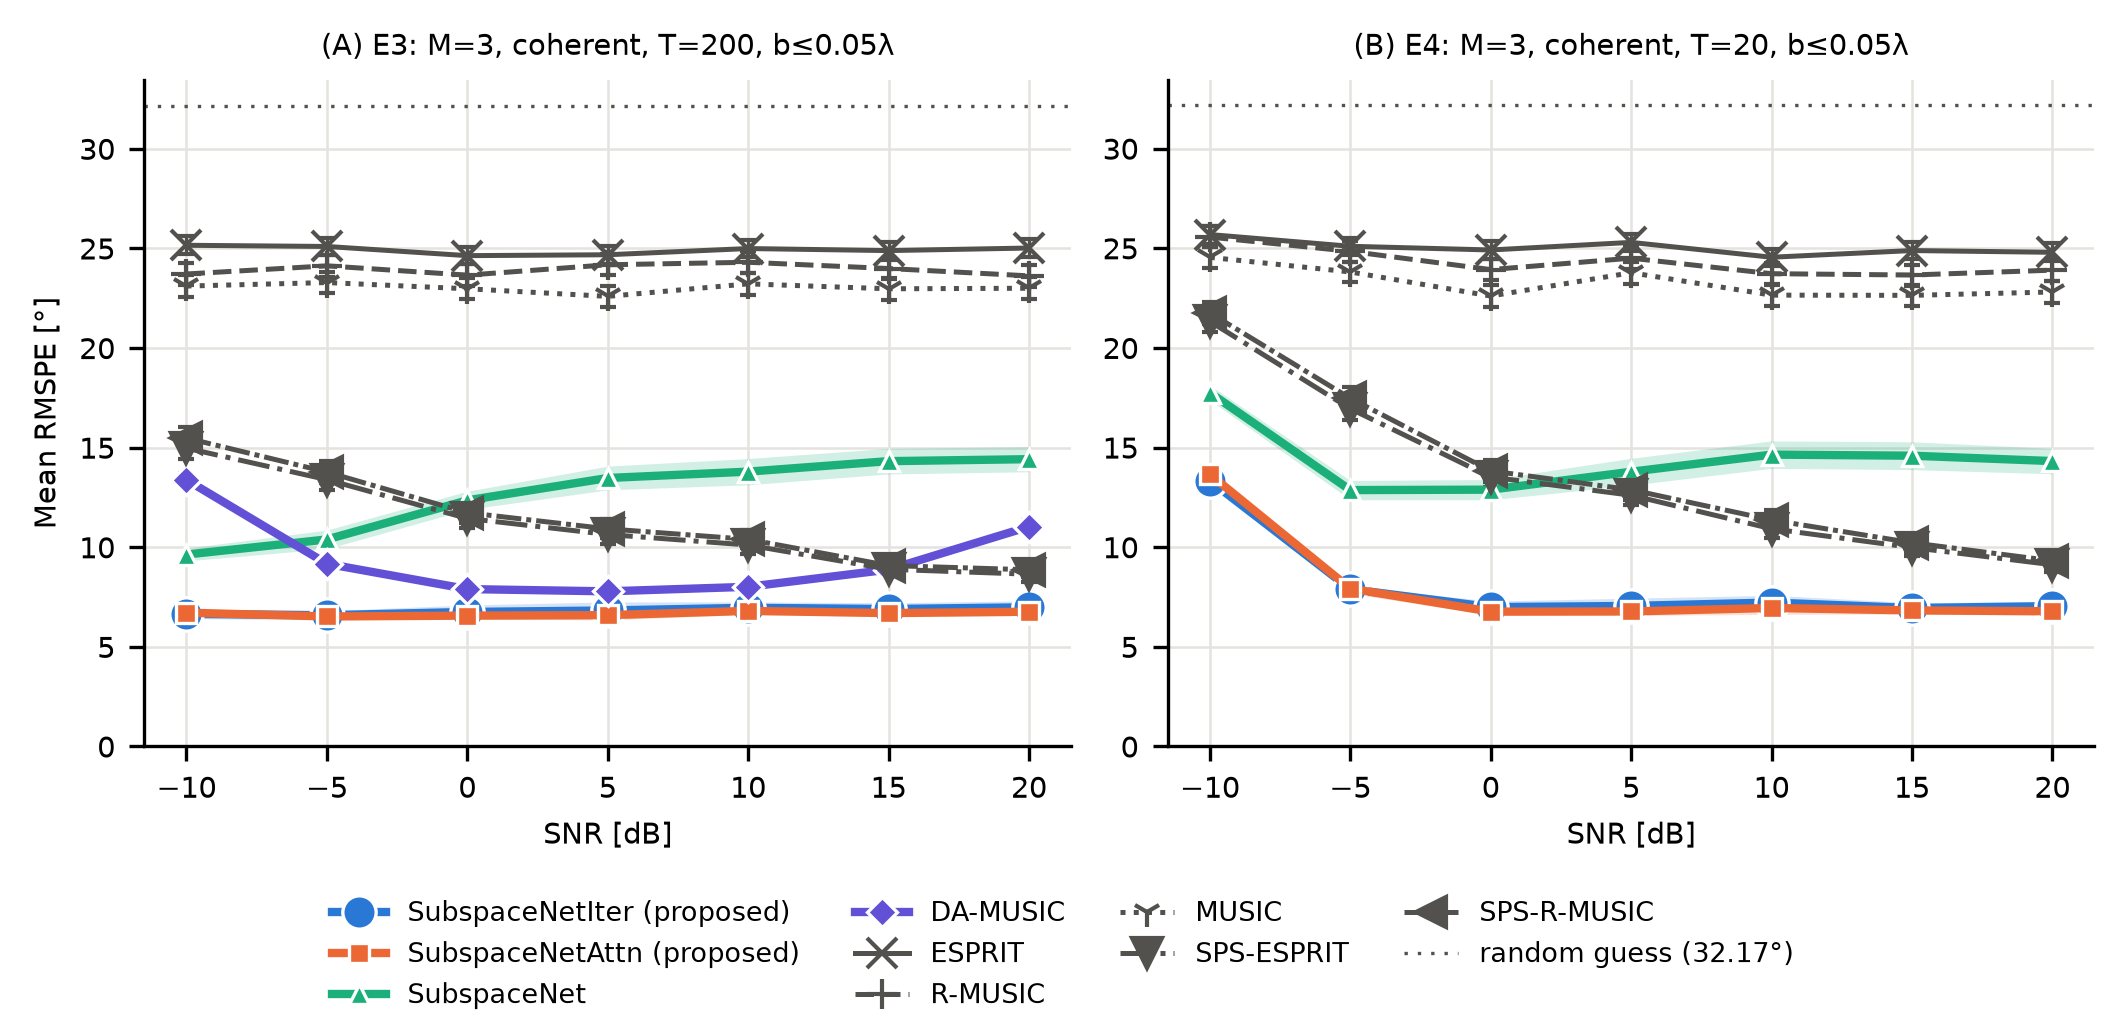 (A) E3: M=3, coherent, T=200, b≤0.05λ
(B) E4: M=3, coherent, T=20, b≤0.05λ
Mean RMSPE [°]
30
25
20
15
10
5
0
−10 −5 0 5 10 15 20
SNR [dB]
30
25
20
15
10
5
0
−10 −5 0 5 10 15 20
SNR [dB]
SubspaceNetIter (proposed)
SubspaceNetAttn (proposed)
SubspaceNet
DA-MUSIC
ESPRIT
R-MUSIC
MUSIC
SPS-ESPRIT
SPS-R-MUSIC
random guess (32.17°)